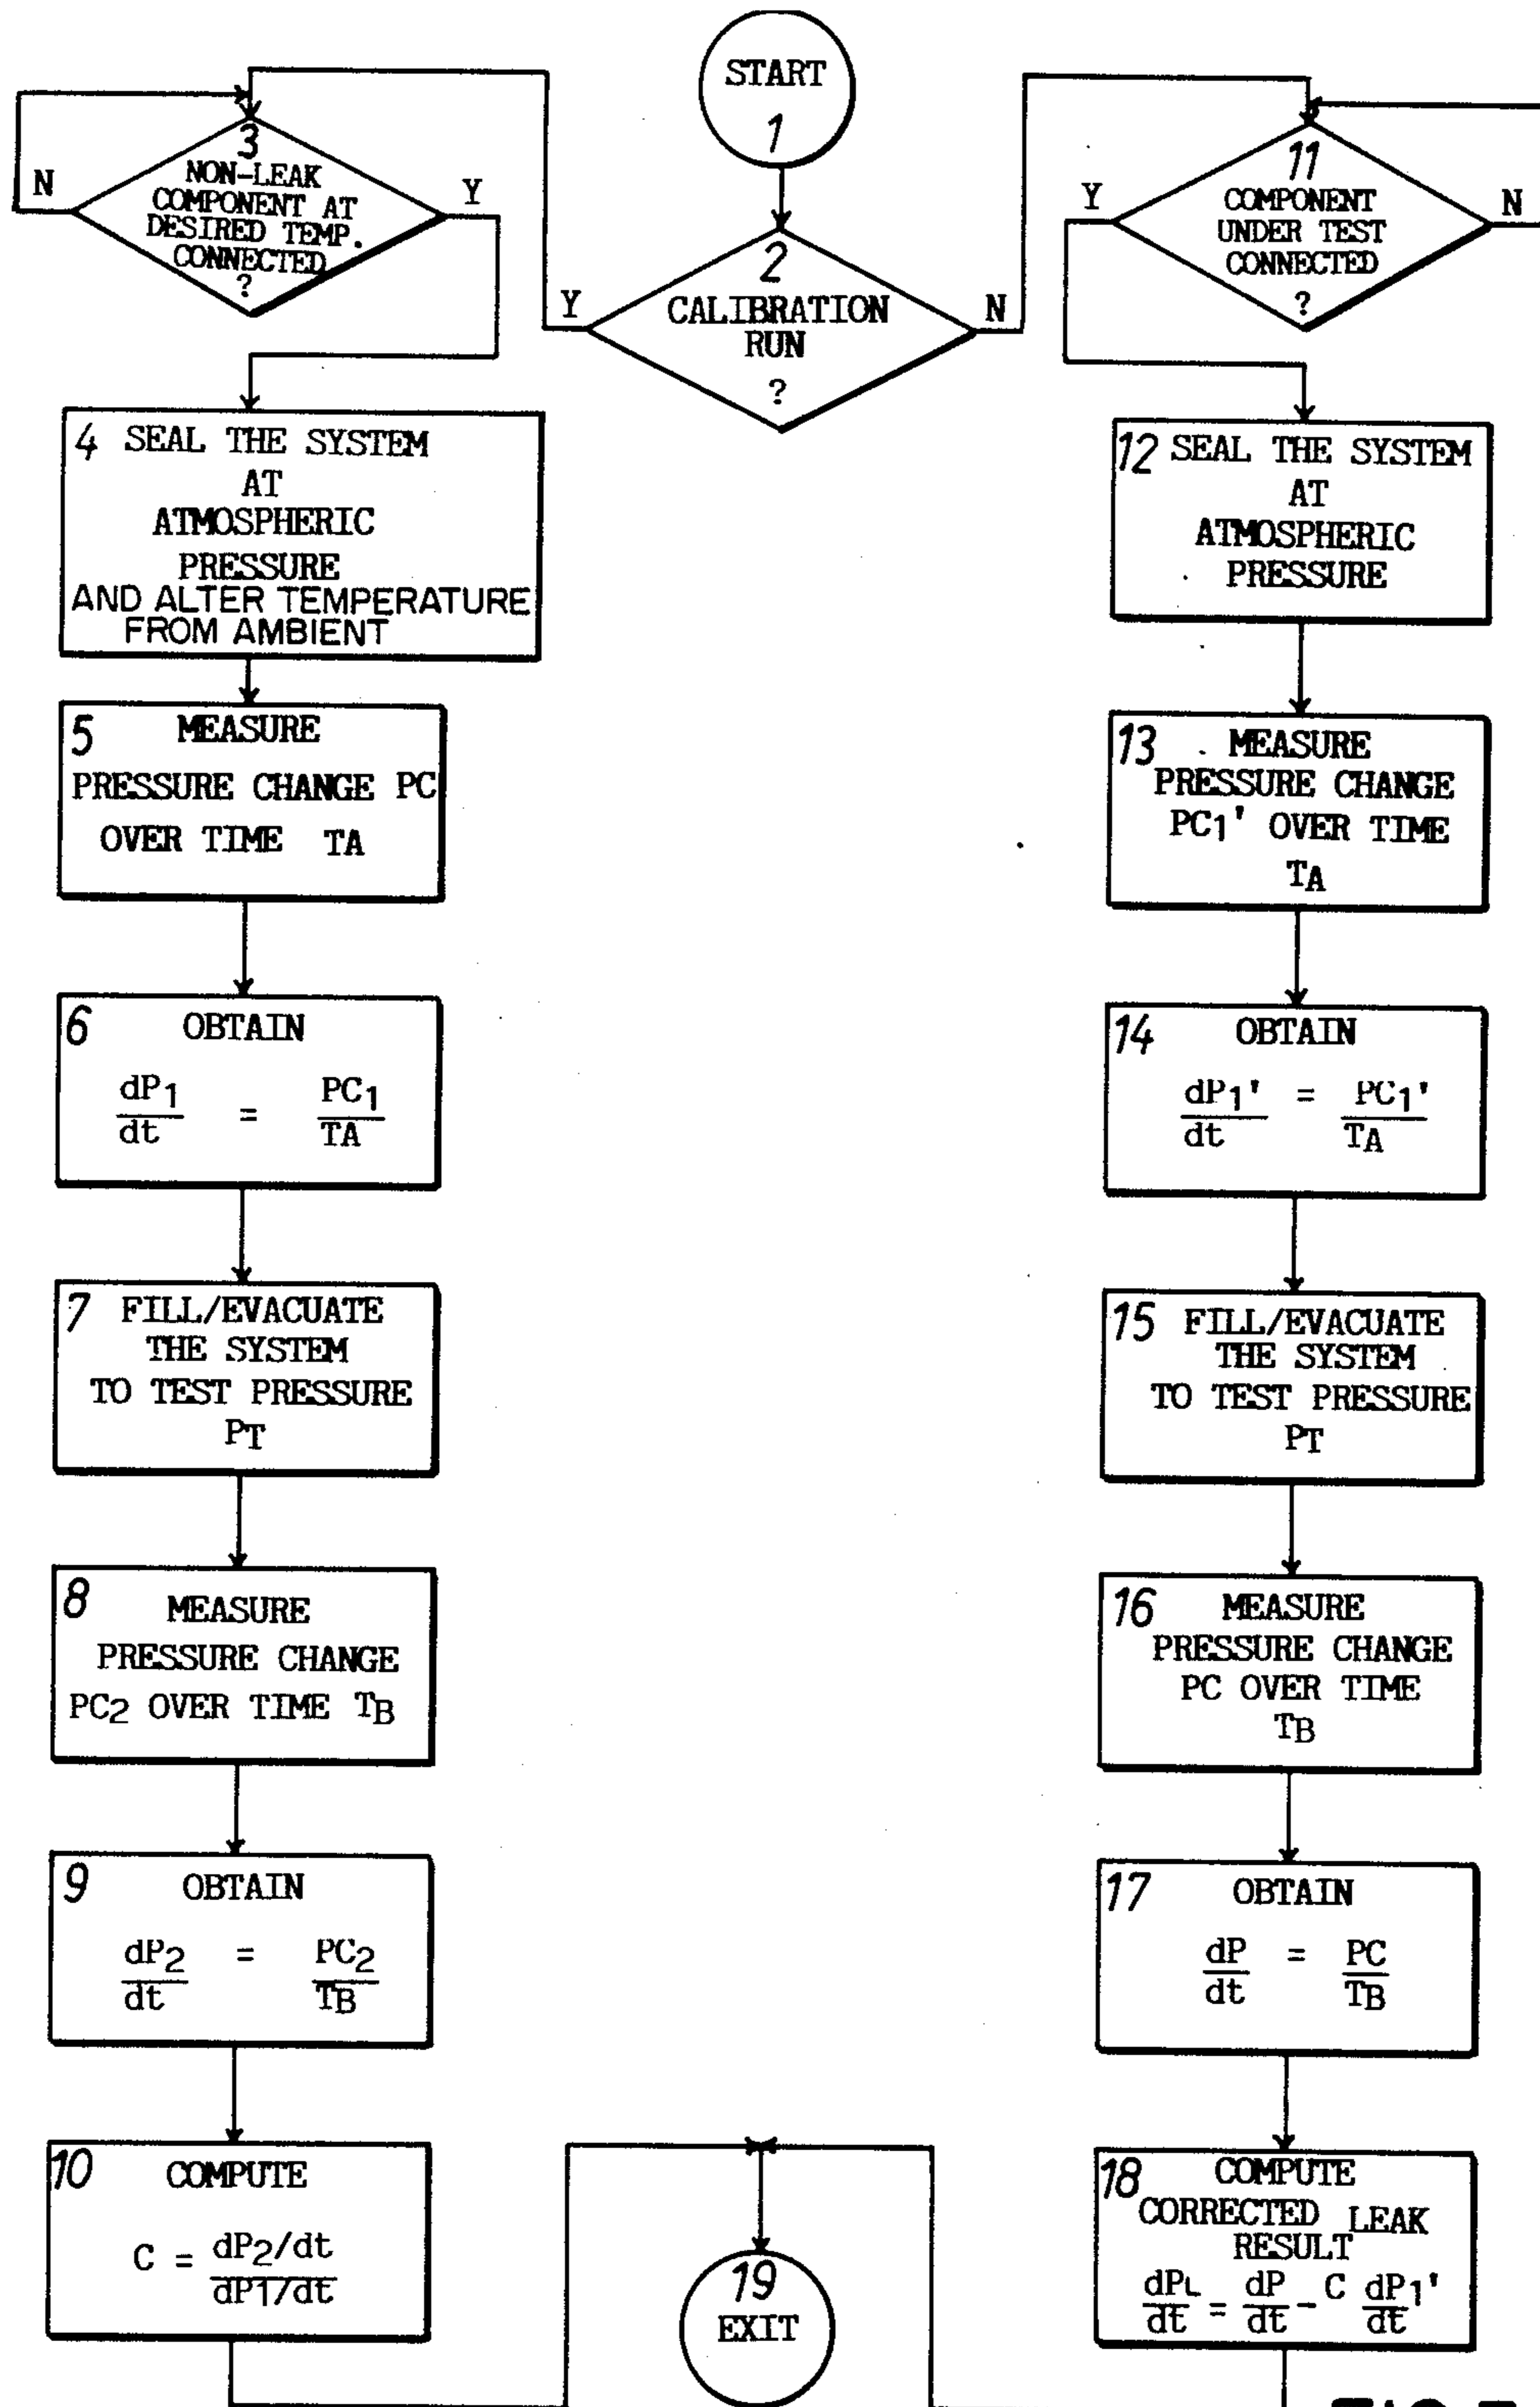 START
1
2
CALIBRATION
RUN
?
Y
N
3
NON-LEAK
COMPONENT AT
DESIRED TEMP.
CONNECTED
?
N
Y
4 SEAL THE SYSTEM
AT
ATMOSPHERIC
PRESSURE
AND ALTER TEMPERATURE
FROM AMBIENT
5 MEASURE
PRESSURE CHANGE PC
OVER TIME TA
6 OBTAIN
dP1/dt = PC1/TA
7 FILL/EVACUATE
THE SYSTEM
TO TEST PRESSURE
PT
8 MEASURE
PRESSURE CHANGE
PC2 OVER TIME TB
9 OBTAIN
dP2/dt = PC2/TB
10 COMPUTE
C = dP2/dt / dP1/dt
11
COMPONENT
UNDER TEST
CONNECTED
?
Y
N
12 SEAL THE SYSTEM
AT
ATMOSPHERIC
PRESSURE
13 MEASURE
PRESSURE CHANGE
PC1' OVER TIME
TA
14 OBTAIN
dP1'/dt = PC1'/TA
15 FILL/EVACUATE
THE SYSTEM
TO TEST PRESSURE
PT
16 MEASURE
PRESSURE CHANGE
PC OVER TIME
TB
17 OBTAIN
dP/dt = PC/TB
18 COMPUTE
CORRECTED LEAK
RESULT
dPL/dt = dP/dt - C dP1'/dt
19
EXIT